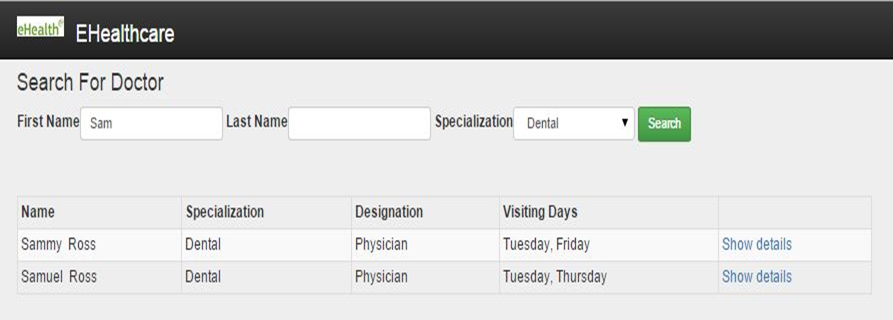 eHealth® EHealthcare
Search For Doctor
First Name Sam Last Name Specialization Dental Search
Name Specialization Designation Visiting Days
Sammy Ross Dental Physician Tuesday, Friday Show details
Samuel Ross Dental Physician Tuesday, Thursday Show details